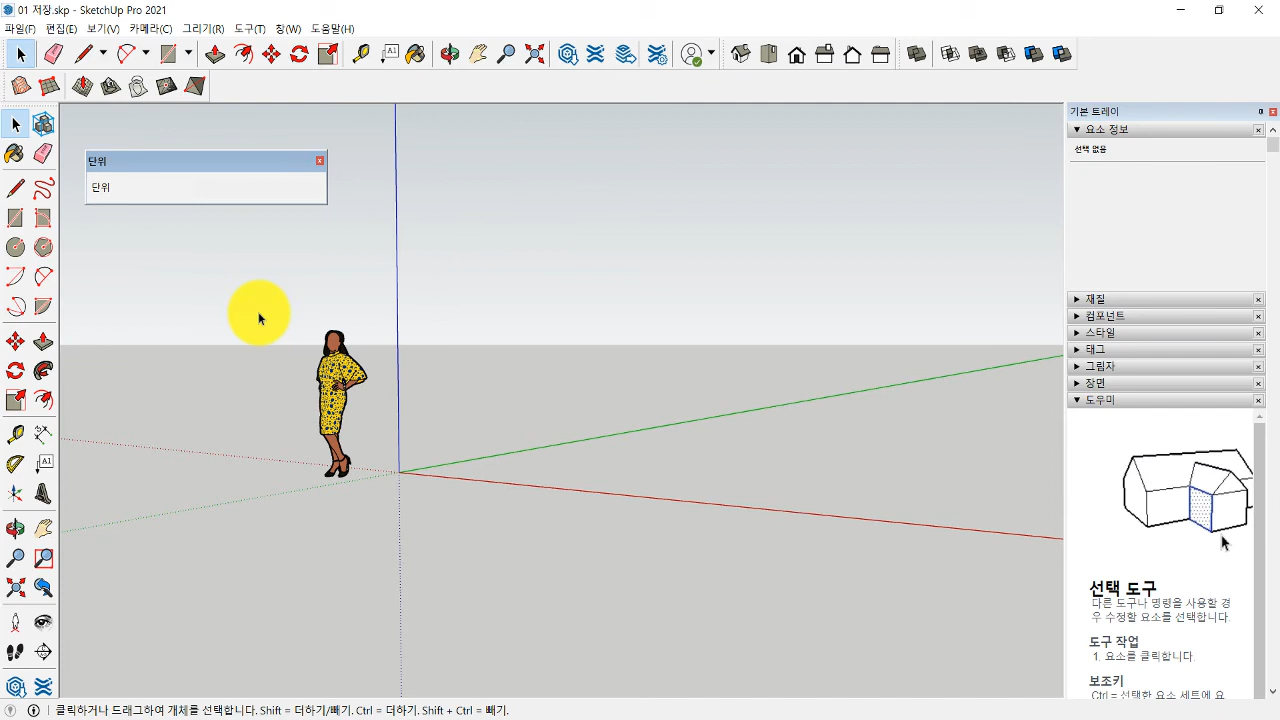 01 저장.skp - SketchUp Pro 2021
파일(F) 편집(E) 보기(V) 카메라(C) 그리기(R) 도구(T) 창(W) 도움말(H)
A1
기본 트레이
요소 정보
선택 없음
단위
단위
재질
컴포넌트
스타일
태그
그림자
장면
도우미
A1
선택 도구
다른 도구나 명령을 사용할 경
우 수정할 요소를 선택합니다.
도구 작업
1. 요소를 클릭합니다.
보조키
Ctrl = 선택한 요소 세트에 요
클릭하거나 드래그하여 개체를 선택합니다. Shift = 더하기/빼기. Ctrl = 더하기. Shift + Ctrl = 빼기.